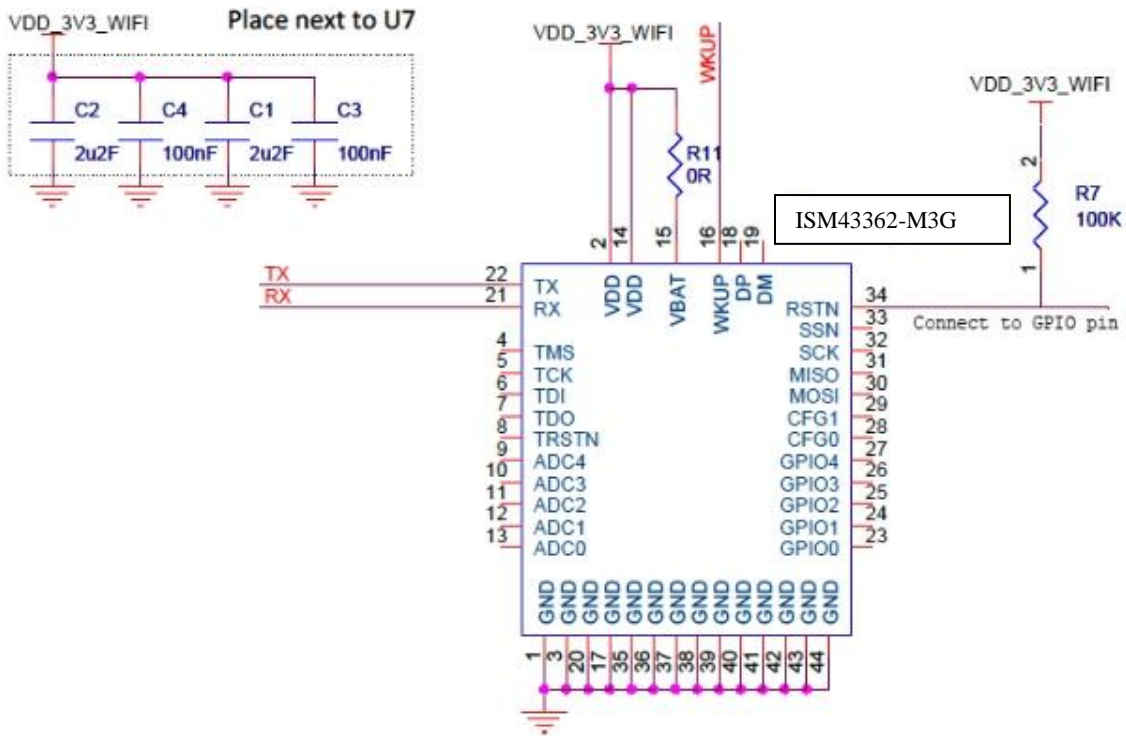 VDD_3V3_WIFI
Place next to U7
C2
2u2F
C4
100nF
C1
2u2F
C3
100nF
VDD_3V3_WIFI
WKUP
R11
0R
VDD_3V3_WIFI
2
R7
100K
1
ISM43362-M3G
2
14
15
16
18
19
VDD
VDD
VBAT
WKUP
DP
DM
TX
22
TX
RX
21
RX
4
TMS
5
TCK
6
TDI
7
TDO
8
TRSTN
9
ADC4
10
ADC3
11
ADC2
12
ADC1
13
ADC0
RSTN
34
Connect to GPIO pin
SSN
33
SCK
32
MISO
31
MOSI
30
CFG1
29
CFG0
28
GPIO4
27
GPIO3
26
GPIO2
25
GPIO1
24
GPIO0
23
GND
GND
GND
GND
GND
GND
GND
GND
GND
GND
GND
GND
GND
GND
1
3
20
17
35
36
37
38
39
40
41
42
43
44